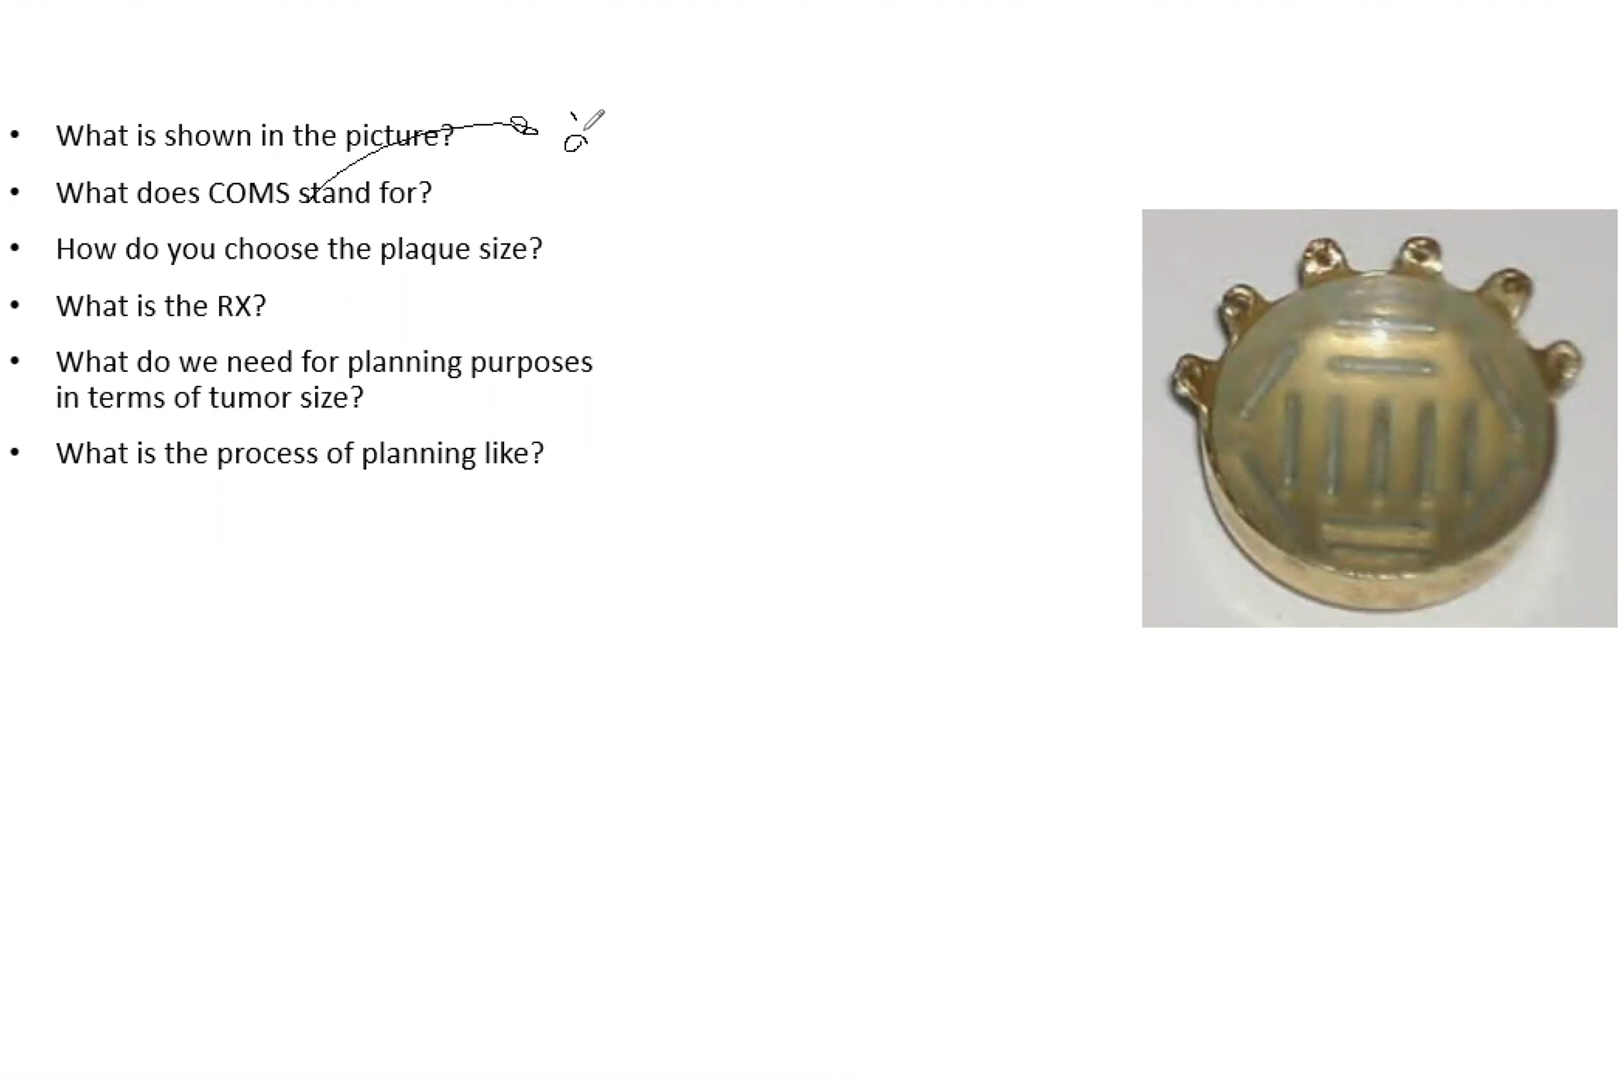 • What is shown in the picture?
• What does COMS stand for?
• How do you choose the plaque size?
• What is the RX?
• What do we need for planning purposes
in terms of tumor size?
• What is the process of planning like?